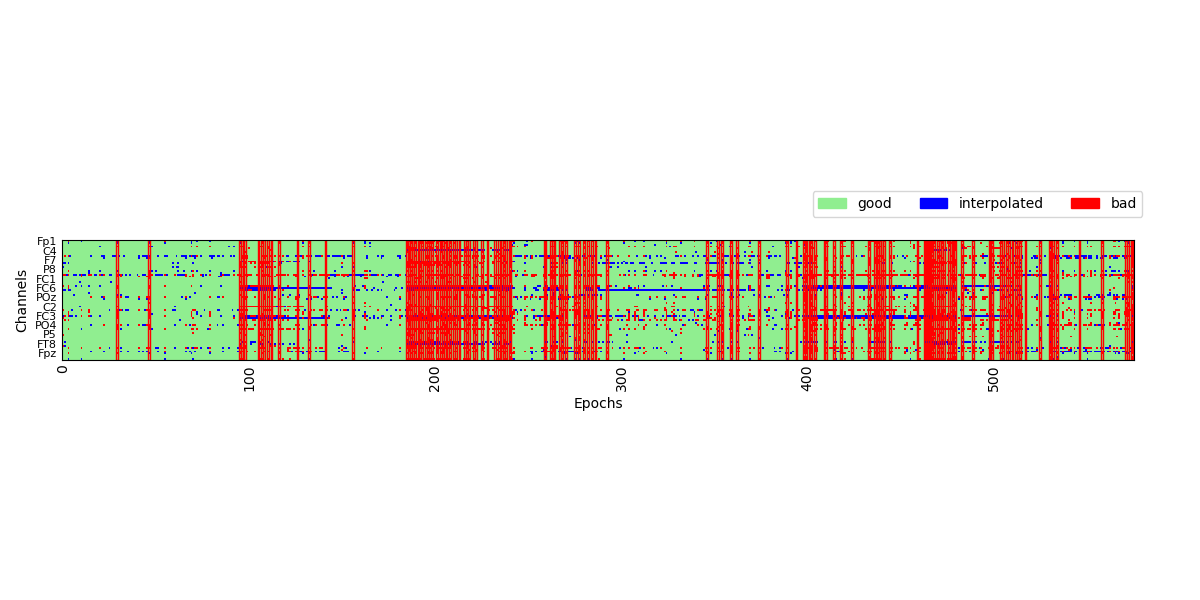 good interpolated bad
Fp1
C4
F7
P8
FC1
FC6
POz
C2
FC3
PO4
P5
FT8
Fpz
Channels
0 100 200 300 400 500
Epochs